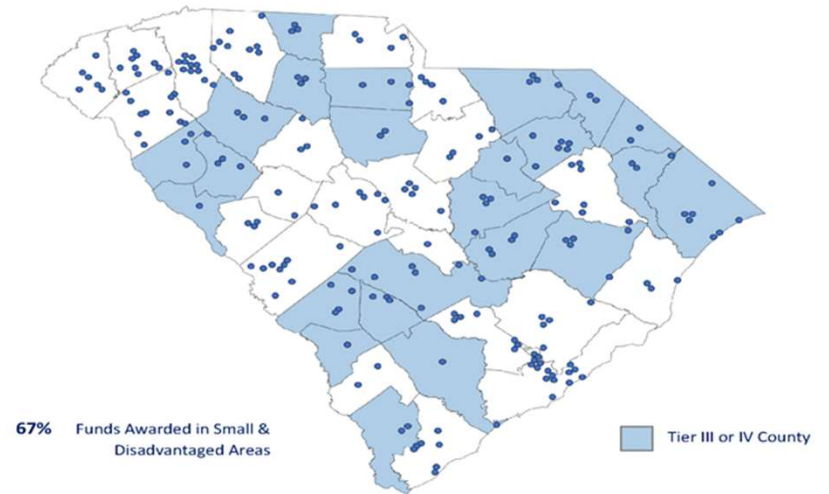 67% Funds Awarded in Small &
Disadvantaged Areas
Tier III or IV County